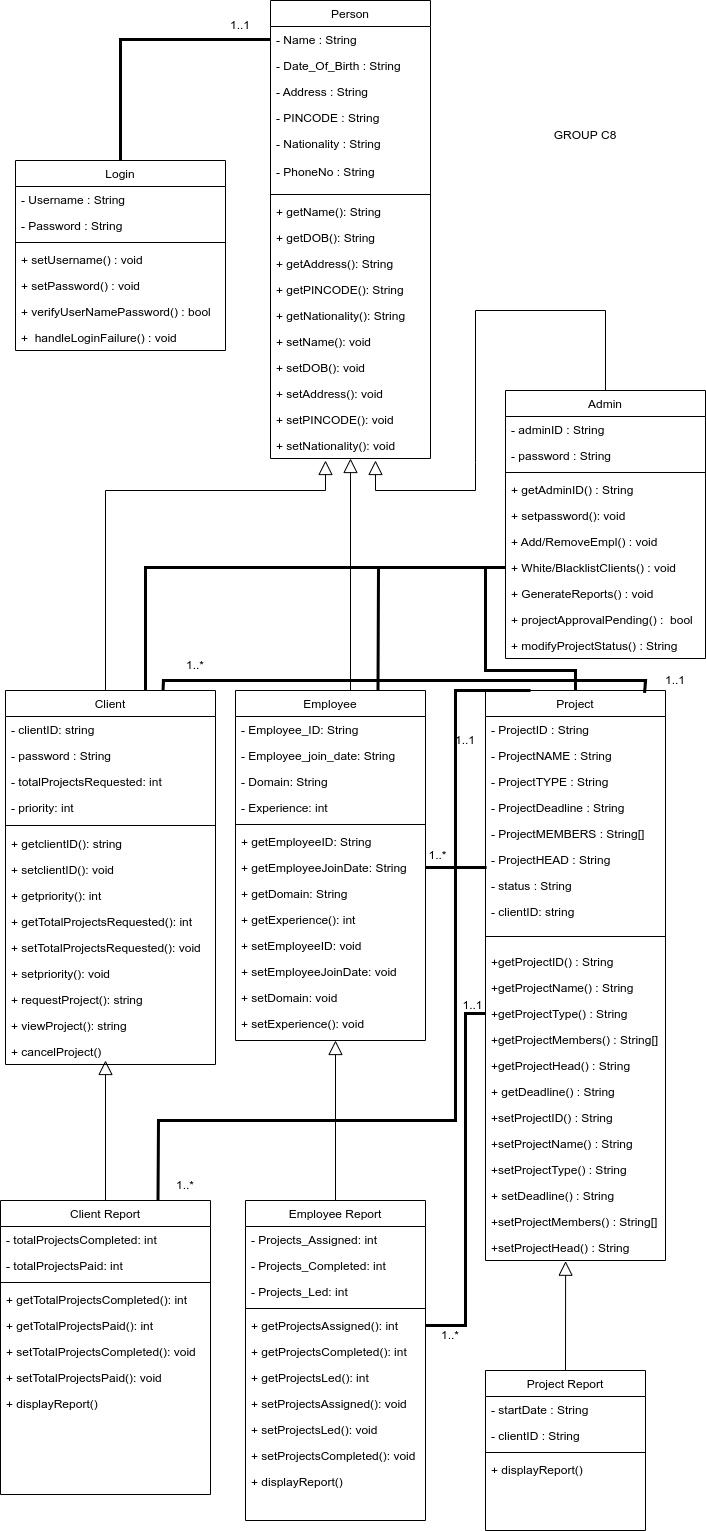 Person
1..1
- Name : String
- Date_Of_Birth : String
- Address : String
- PINCODE : String
- Nationality : String
- PhoneNo : String
+ getName(): String
+ getDOB(): String
+ getAddress(): String
+ getPINCODE(): String
+ getNationality(): String
+ setName(): void
+ setDOB(): void
+ setAddress(): void
+ setPINCODE(): void
+ setNationality(): void
GROUP C8
Login
- Username : String
- Password : String
+ setUsername() : void
+ setPassword() : void
+ verifyUserNamePassword() : bool
+  handleLoginFailure() : void
Admin
- adminID : String
- password : String
+ getAdminID() : String
+ setpassword(): void
+ Add/RemoveEmpl() : void
+ White/BlacklistClients() : void
+ GenerateReports() : void
+ projectApprovalPending() :  bool
+ modifyProjectStatus() : String
1..*
1..1
Client
- clientID: string
- password : String
- totalProjectsRequested: int
- priority: int
+ getclientID(): string
+ setclientID(): void
+ getpriority(): int
+ getTotalProjectsRequested(): int
+ setTotalProjectsRequested(): void
+ setpriority(): void
+ requestProject(): string
+ viewProject(): string
+ cancelProject()
Employee
- Employee_ID: String
- Employee_join_date: String
- Domain: String
- Experience: int
+ getEmployeeID: String
+ getEmployeeJoinDate: String
+ getDomain: String
+ getExperience(): int
+ setEmployeeID: void
+ setEmployeeJoinDate: void
+ setDomain: void
+ setExperience(): void
1..1
1..*
1..1
Project
- ProjectID : String
- ProjectNAME : String
- ProjectTYPE : String
- ProjectDeadline : String
- ProjectMEMBERS : String[]
- ProjectHEAD : String
- status : String
- clientID: string
+getProjectID() : String
+getProjectName() : String
+getProjectType() : String
+getProjectMembers() : String[]
+getProjectHead() : String
+ getDeadline() : String
+setProjectID() : String
+setProjectName() : String
+setProjectType() : String
+ setDeadline() : String
+setProjectMembers() : String[]
+setProjectHead() : String
1..*
Client Report
- totalProjectsCompleted: int
- totalProjectsPaid: int
+ getTotalProjectsCompleted(): int
+ getTotalProjectsPaid(): int
+ setTotalProjectsCompleted(): void
+ setTotalProjectsPaid(): void
+ displayReport()
Employee Report
- Projects_Assigned: int
- Projects_Completed: int
- Projects_Led: int
+ getProjectsAssigned(): int
+ getProjectsCompleted(): int
+ getProjectsLed(): int
+ setProjectsAssigned(): void
+ setProjectsLed(): void
+ setProjectsCompleted(): void
+ displayReport()
1..*
Project Report
- startDate : String
- clientID : String
+ displayReport()